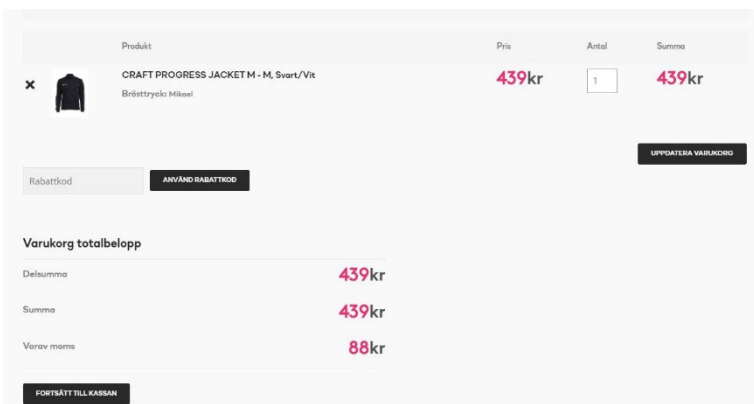 Produkt Pris Antal Summa
CRAFT PROGRESS JACKET M - M, Svart/Vit 439kr 1 439kr
Brösttryck: Mikael
UPPDATERA VARUKORG
Rabattkod ANVÄND RABATTKOD
Varukorg totalbelopp
Delsumma 439kr
Summa 439kr
Varav moms 88kr
FORTSÄTT TILL KASSAN